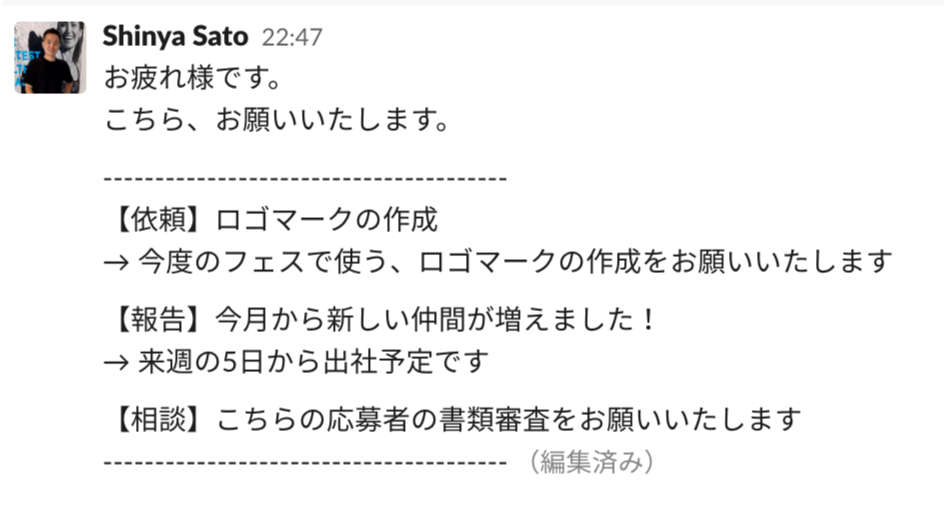 Shinya Sato 22:47
お疲れ様です。
こちら、お願いいたします。
---------------------------------------
【依頼】ロゴマークの作成
→ 今度のフェスで使う、ロゴマークの作成をお願いいたします
【報告】今月から新しい仲間が増えました！
→ 来週の5日から出社予定です
【相談】こちらの応募者の書類審査をお願いいたします
--------------------------------------- （編集済み）